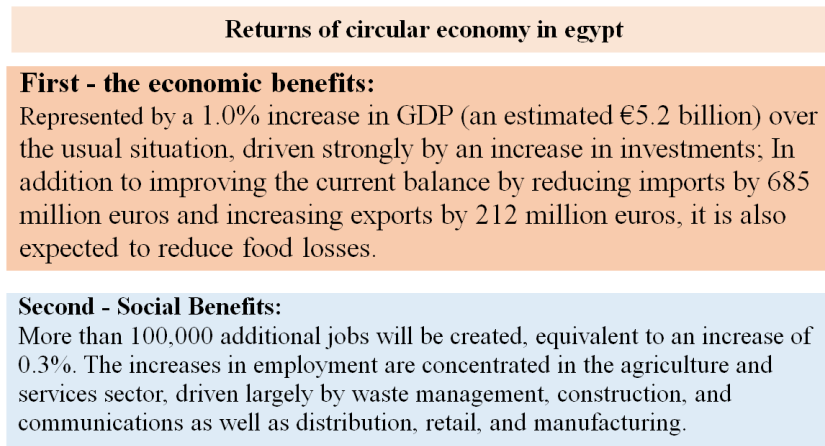 Returns of circular economy in egypt
First - the economic benefits:
Represented by a 1.0% increase in GDP (an estimated €5.2 billion) over
the usual situation, driven strongly by an increase in investments; In
addition to improving the current balance by reducing imports by 685
million euros and increasing exports by 212 million euros, it is also
expected to reduce food losses.
Second - Social Benefits:
More than 100,000 additional jobs will be created, equivalent to an increase of
0.3%. The increases in employment are concentrated in the agriculture and
services sector, driven largely by waste management, construction, and
communications as well as distribution, retail, and manufacturing.